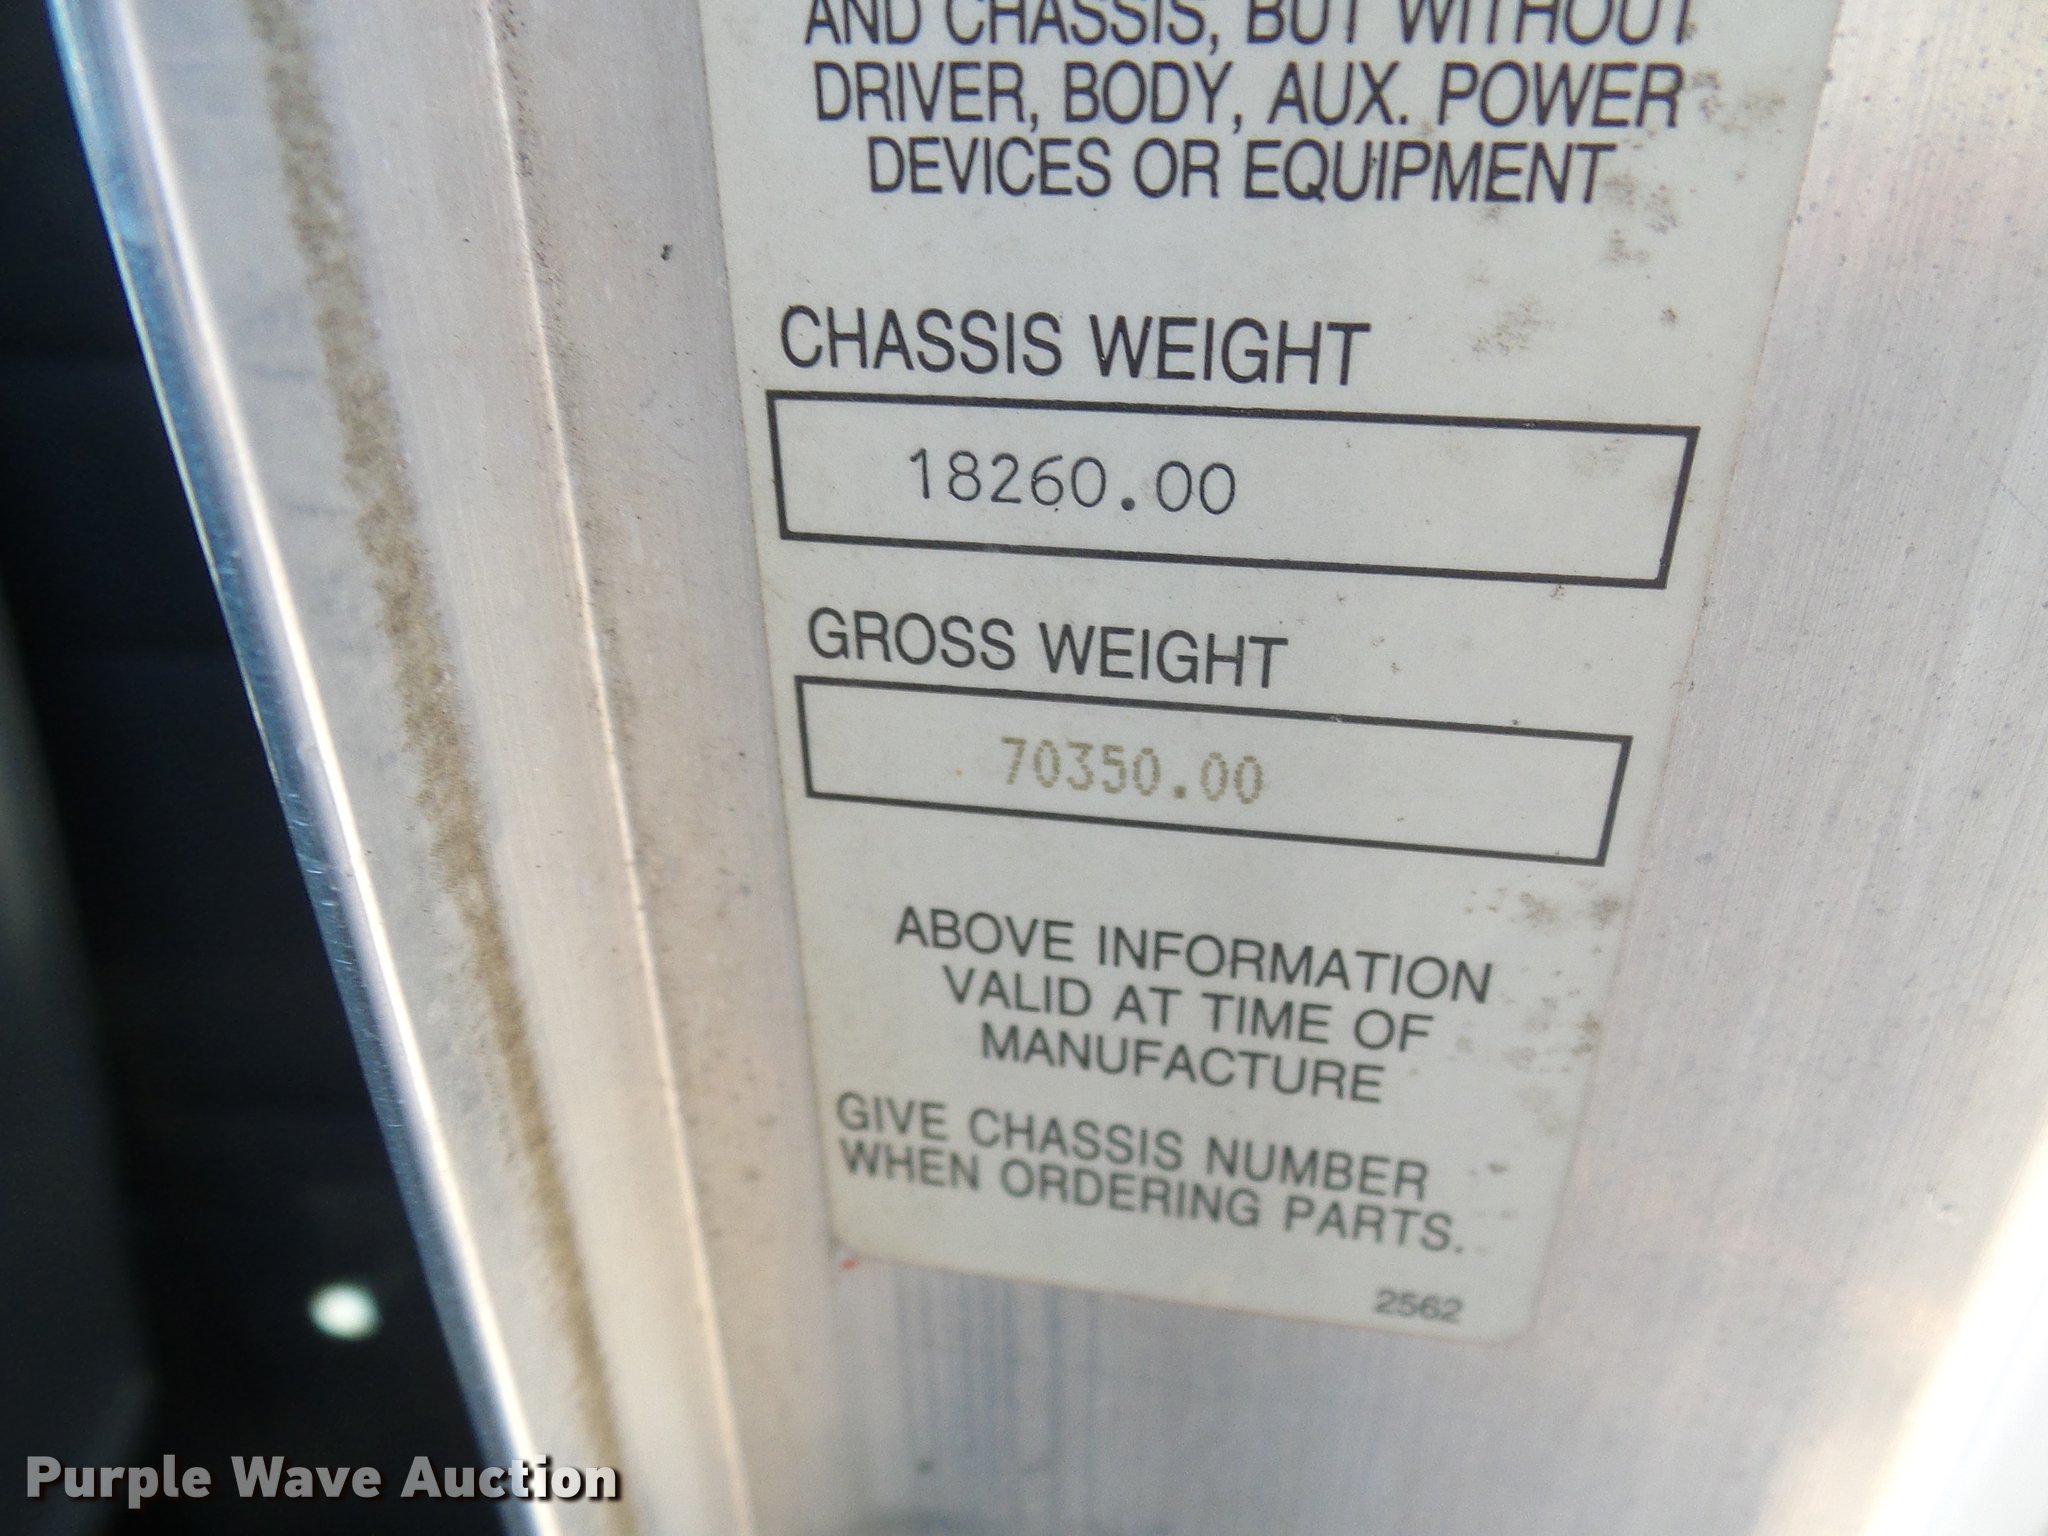 AND CHASSIS, BUT WITHOUT
DRIVER, BODY, AUX. POWER
DEVICES OR EQUIPMENT
CHASSIS WEIGHT
18260.00
GROSS WEIGHT
70350.00
ABOVE INFORMATION
VALID AT TIME OF
MANUFACTURE
GIVE CHASSIS NUMBER
WHEN ORDERING PARTS.
2562
Purple Wave Auction